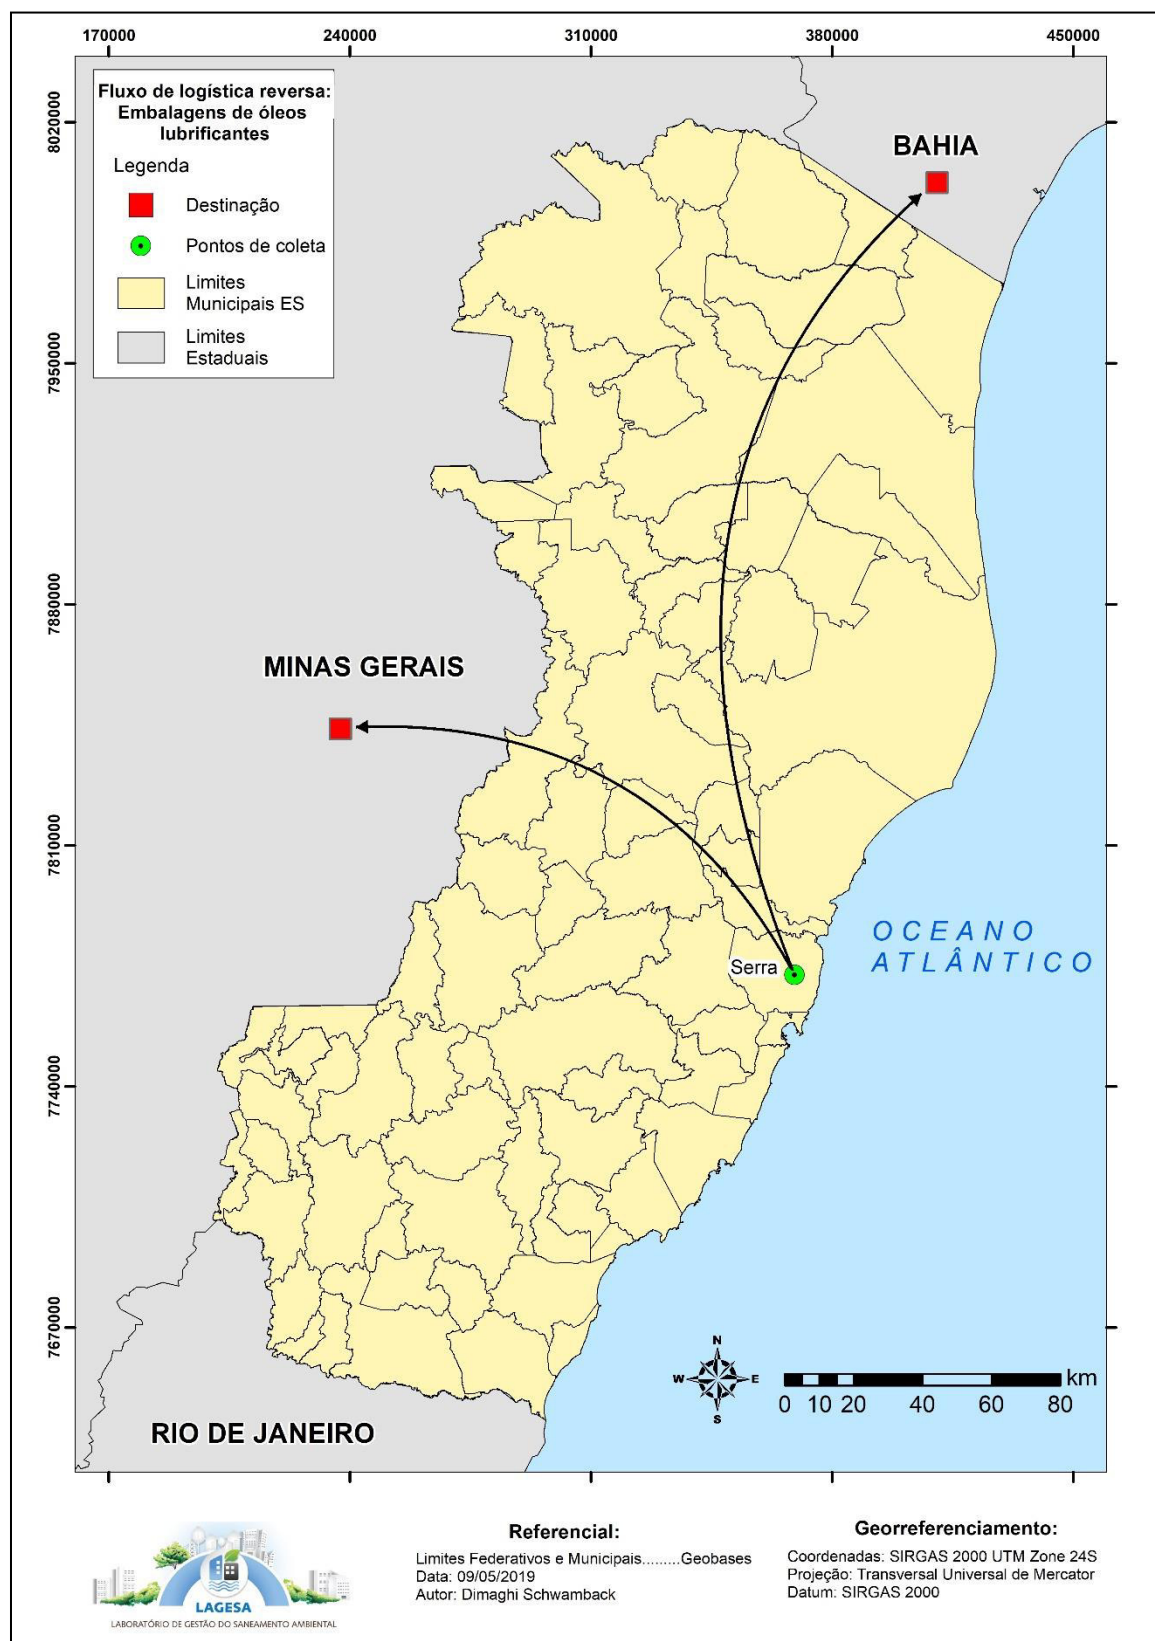 170000 240000 310000 380000 450000
8020000
7950000
7880000
7810000
7740000
7670000
Fluxo de logística reversa:
Embalagens de óleos
lubrificantes
Legenda
Destinação
Pontos de coleta
Limites
Municipais ES
Limites
Estaduais
BAHIA
MINAS GERAIS
OCEANO
ATLÂNTICO
Serra
RIO DE JANEIRO
N
W E
S
km
0 10 20 40 60 80
LAGESA
LABORATÓRIO DE GESTÃO DO SANEAMENTO AMBIENTAL
Referencial:
Limites Federativos e Municipais.........Geobases
Data: 09/05/2019
Autor: Dimaghi Schwamback
Georreferenciamento:
Coordenadas: SIRGAS 2000 UTM Zone 24S
Projeção: Transversal Universal de Mercator
Datum: SIRGAS 2000